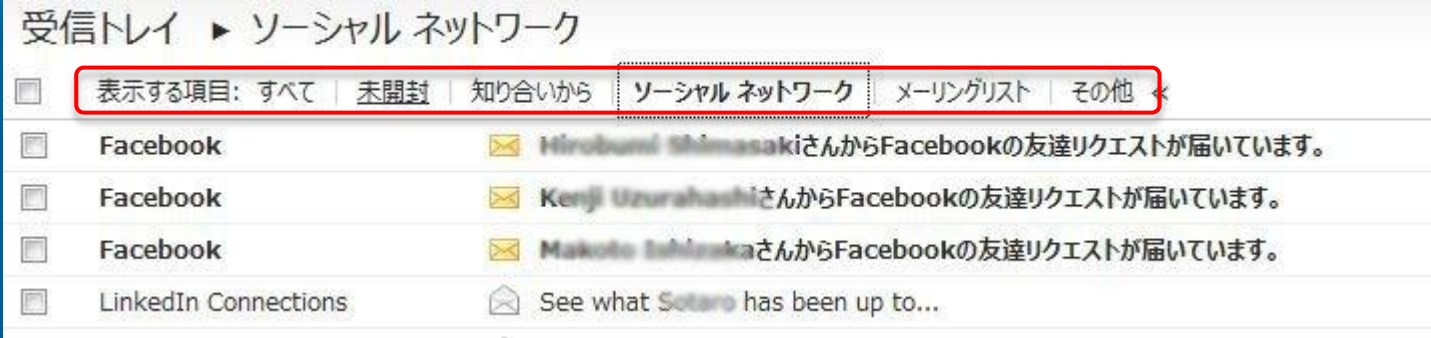 受信トレイ ▶ ソーシャル ネットワーク
表示する項目: すべて | 未開封 | 知り合いから | ソーシャル ネットワーク | メーリングリスト | その他 «
Facebook さんからFacebookの友達リクエストが届いています。
Facebook さんからFacebookの友達リクエストが届いています。
Facebook さんからFacebookの友達リクエストが届いています。
LinkedIn Connections See what has been up to...